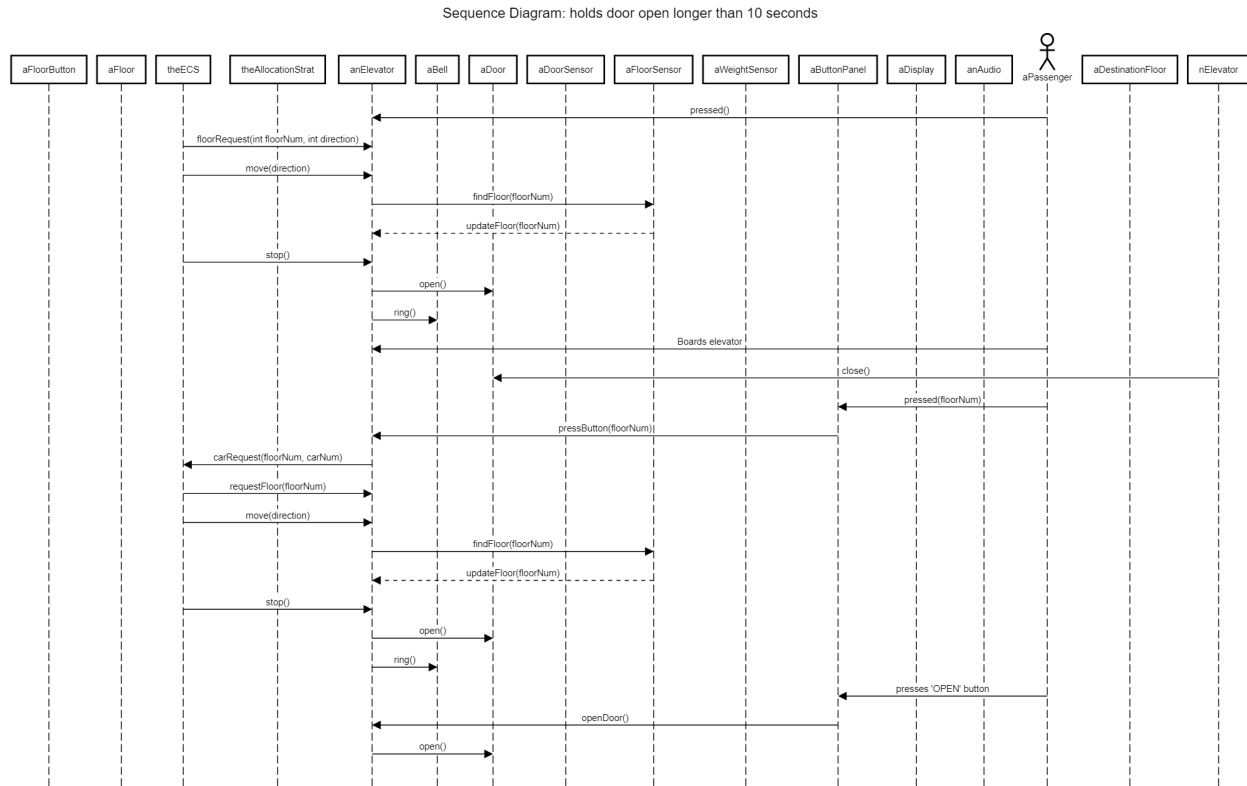 Sequence Diagram: holds door open longer than 10 seconds
aFloorButton
aFloor
theECS
theAllocationStrat
anElevator
aBell
aDoor
aDoorSensor
aFloorSensor
aWeightSensor
aButtonPanel
aDisplay
anAudio
aPassenger
aDestinationFloor
nElevator
pressed()
floorRequest(int floorNum, int direction)
move(direction)
findFloor(floorNum)
updateFloor(floorNum)
stop()
open()
ring()
Boards elevator
close()
pressed(floorNum)
pressButton(floorNum)
carRequest(floorNum, carNum)
requestFloor(floorNum)
move(direction)
findFloor(floorNum)
updateFloor(floorNum)
stop()
open()
ring()
presses 'OPEN' button
openDoor()
open()